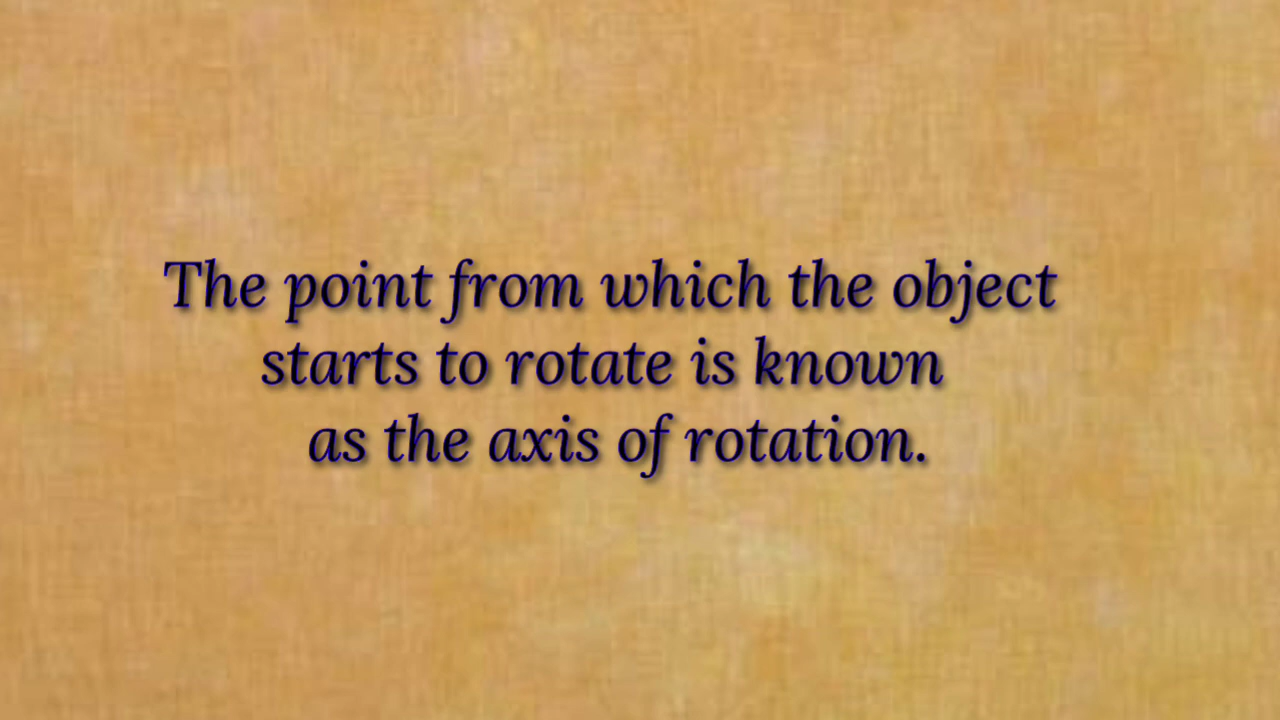 The point from which the object
starts to rotate is known
as the axis of rotation.